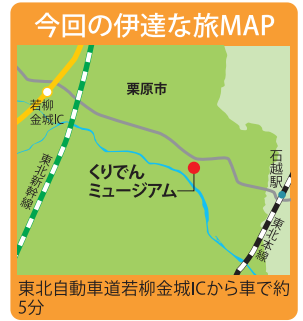 今回の伊達な旅MAP
栗原市
若柳
金城IC
石越駅
くりでん
ミュージアム
東北新幹線
東北本線
東北自動車道若柳金城ICから車で約
5分